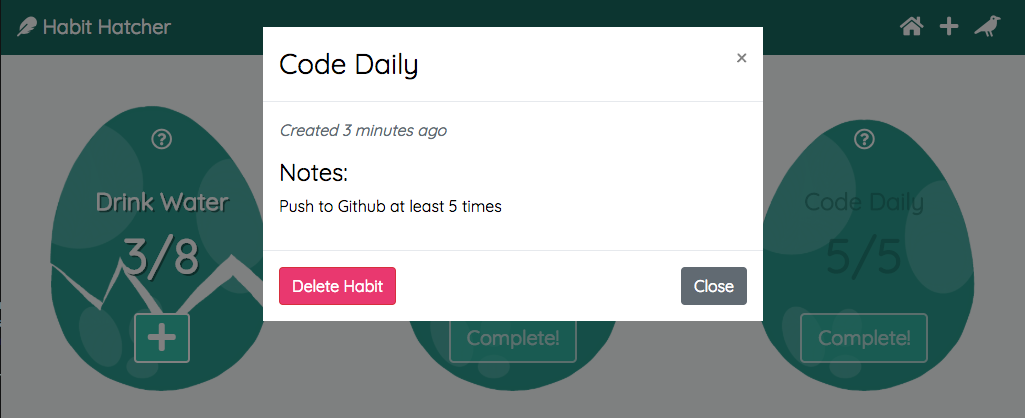 Habit Hatcher
Code Daily
×
Created 3 minutes ago
Notes:
Push to Github at least 5 times
Delete Habit
Close
?
Drink Water
3/8
+
Complete!
?
Code Daily
5/5
Complete!